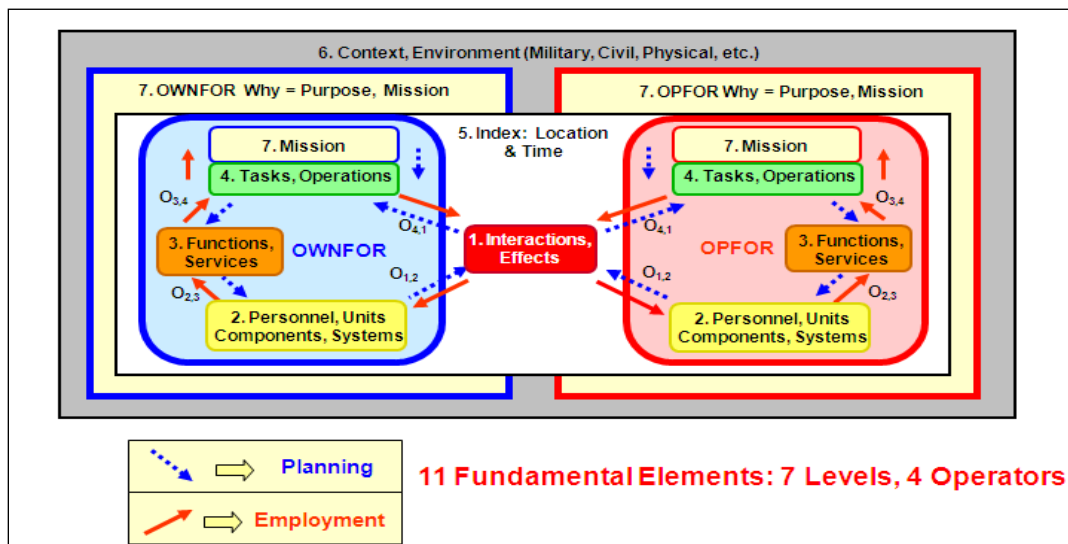 6. Context, Environment (Military, Civil, Physical, etc.)
7. OWNFOR Why = Purpose, Mission
7. OPFOR Why = Purpose, Mission
5. Index: Location
& Time
7. Mission
4. Tasks, Operations
O3,4
3. Functions,
Services
OWNFOR
O4,1
O1,2
O2,3
2. Personnel, Units
Components, Systems
1. Interactions,
Effects
7. Mission
4. Tasks, Operations
O3,4
O4,1
OPFOR
3. Functions,
Services
O1,2
O2,3
2. Personnel, Units
Components, Systems
Planning
Employment
11 Fundamental Elements: 7 Levels, 4 Operators